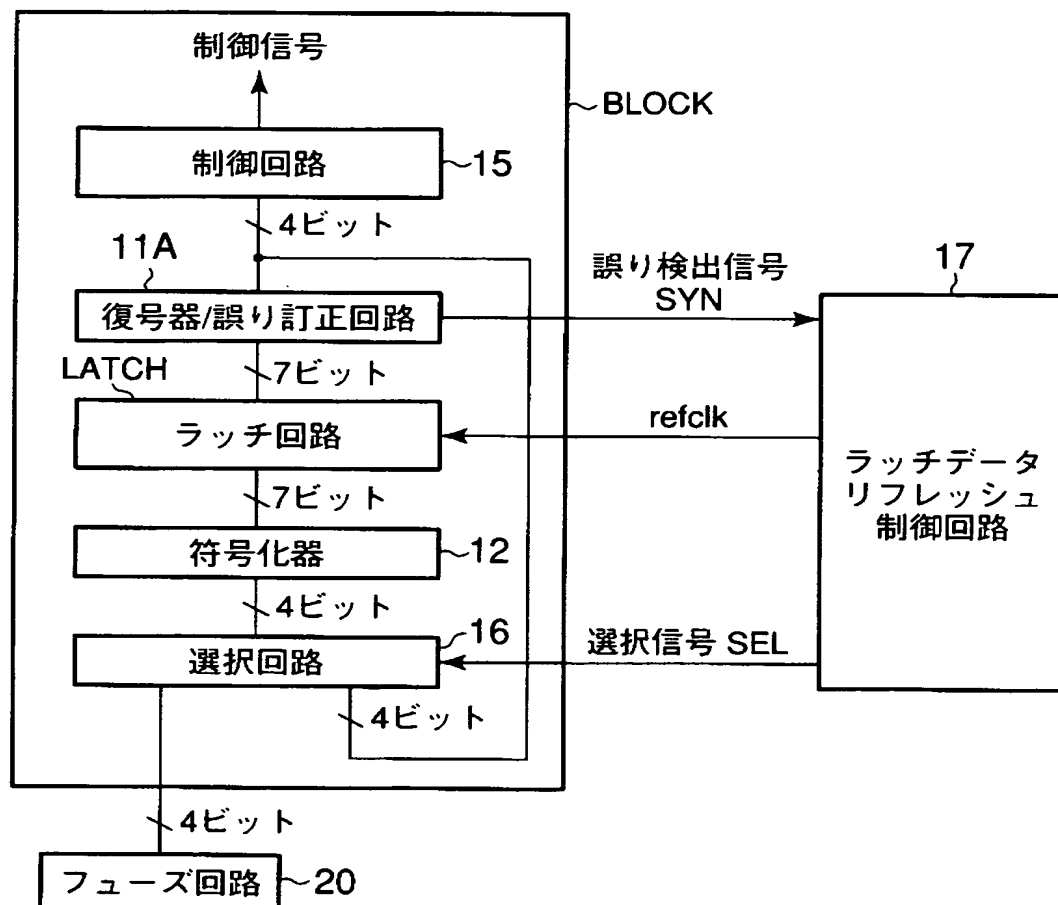 制御信号
BLOCK
制御回路
15
4ビット
11A
誤り検出信号
SYN
17
復号器/誤り訂正回路
7ビット
LATCH
ラッチ回路
refclk
ラッチデータ
リフレッシュ
制御回路
7ビット
符号化器
12
4ビット
16
選択回路
選択信号 SEL
4ビット
4ビット
フューズ回路
20